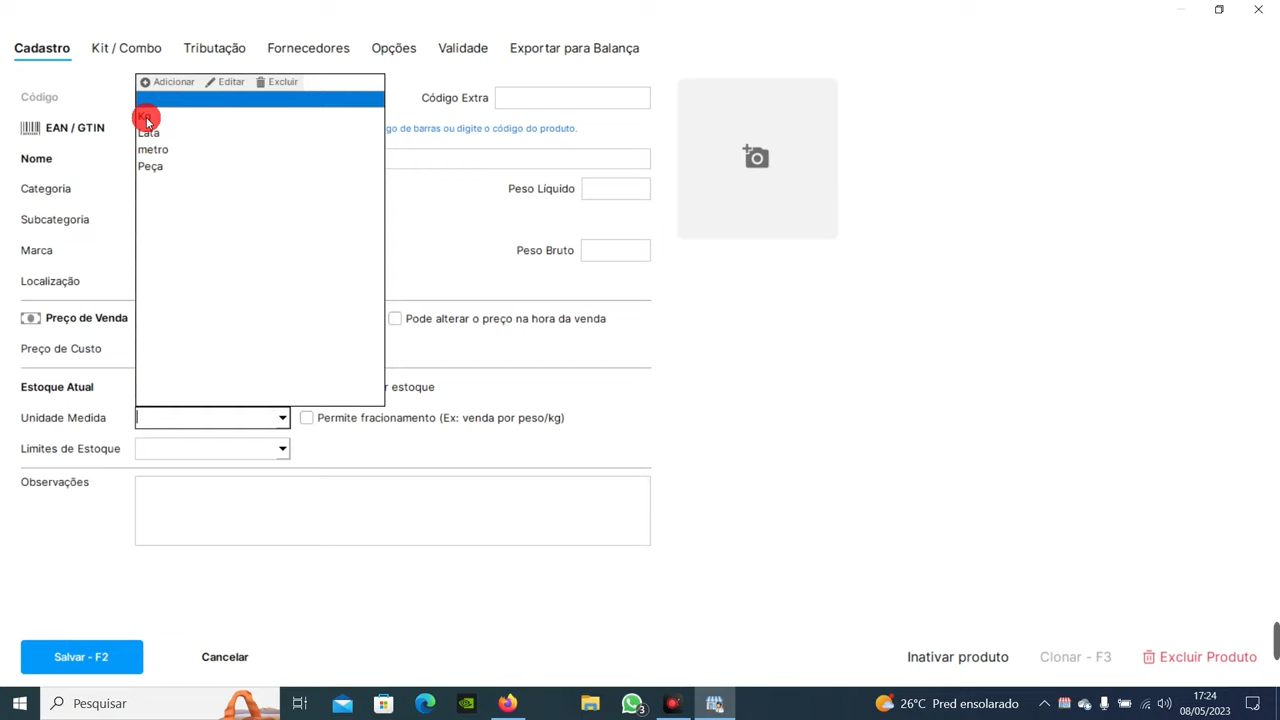 Cadastro Kit / Combo Tributação Fornecedores Opções Validade Exportar para Balança
Adicionar Editar Excluir
Código
Código Extra
EAN / GTIN
go de barras ou digite o código do produto.
Kg
Lata
metro
Peça
Nome
Categoria
Peso Líquido
Subcategoria
Marca
Peso Bruto
Localização
Preço de Venda
Pode alterar o preço na hora da venda
Preço de Custo
Estoque Atual
r estoque
Unidade Medida
Permite fracionamento (Ex: venda por peso/kg)
Limites de Estoque
Observações
Salvar - F2
Cancelar
Inativar produto
Clonar - F3
Excluir Produto
Pesquisar
3
26°C Pred ensolarado
17:24
08/05/2023